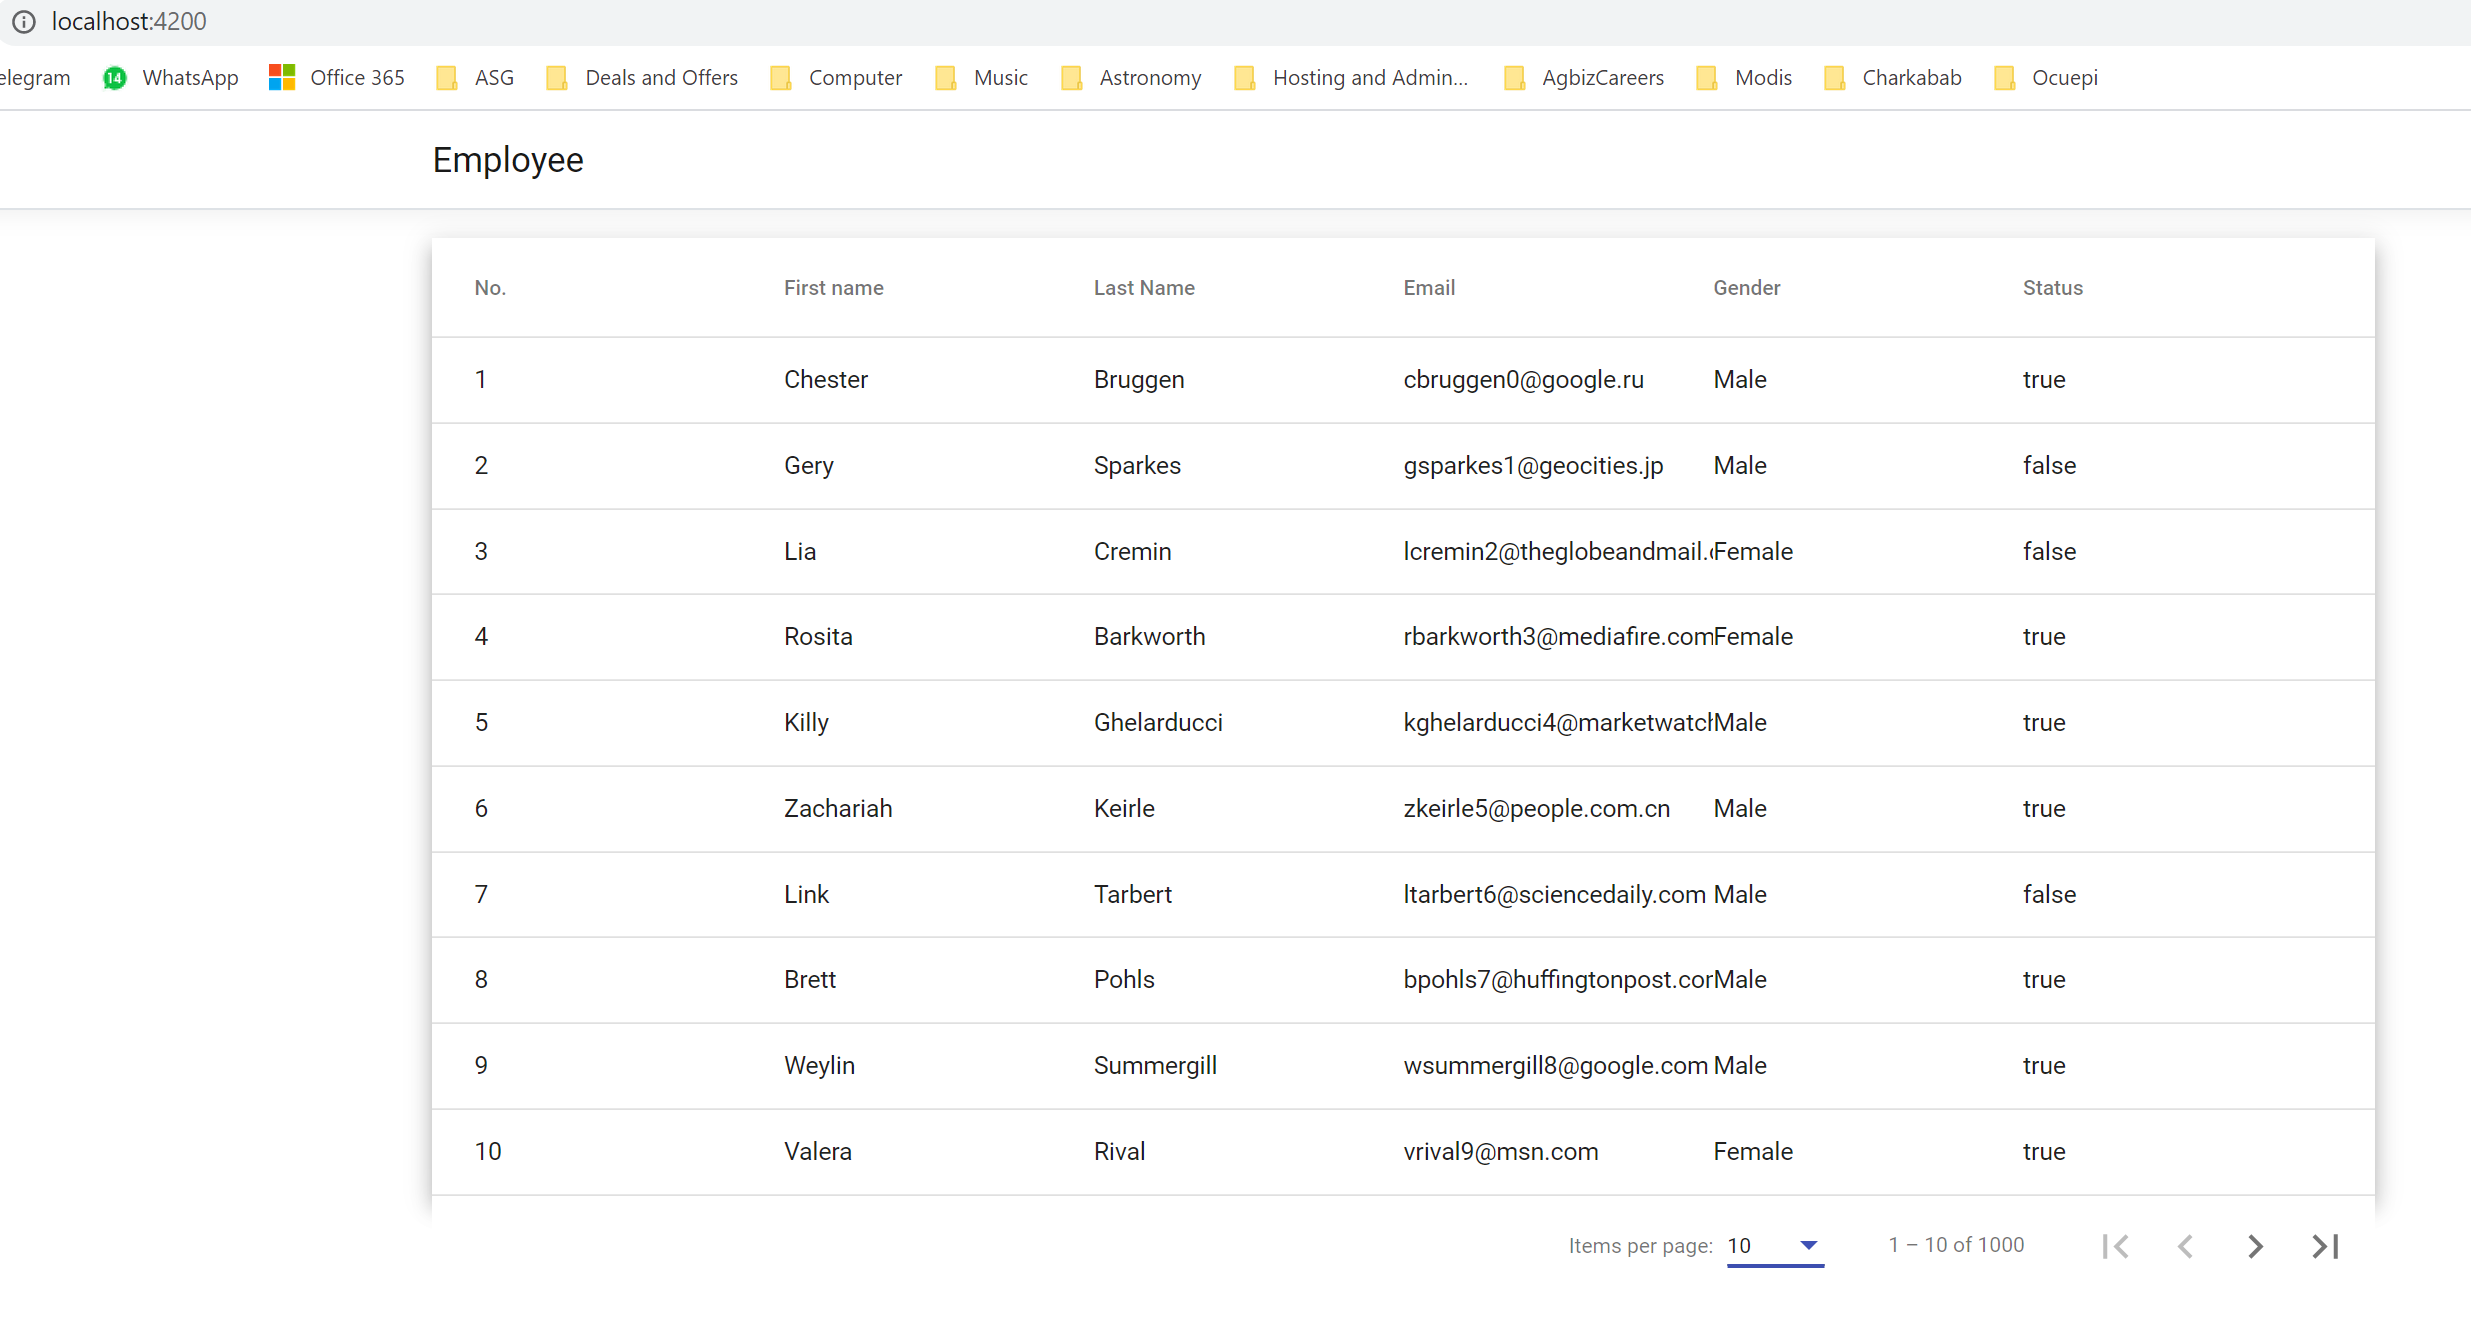 localhost:4200
elegram 14 WhatsApp Office 365 ASG Deals and Offers Computer Music Astronomy Hosting and Admin... AgbizCareers Modis Charkabab Ocuepi
Employee
No. First name Last Name Email Gender Status
1 Chester Bruggen cbruggen0@google.ru Male true
2 Gery Sparkes gsparkes1@geocities.jp Male false
3 Lia Cremin lcremin2@theglobeandmail. Female false
4 Rosita Barkworth rbarkworth3@mediafire.com Female true
5 Killy Ghelarducci kghelarducci4@marketwatch Male true
6 Zachariah Keirle zkeirle5@people.com.cn Male true
7 Link Tarbert ltarbert6@sciencedaily.com Male false
8 Brett Pohls bpohls7@huffingtonpost.com Male true
9 Weylin Summergill wsummergill8@google.com Male true
10 Valera Rival vrival9@msn.com Female true
Items per page: 10 1 – 10 of 1000